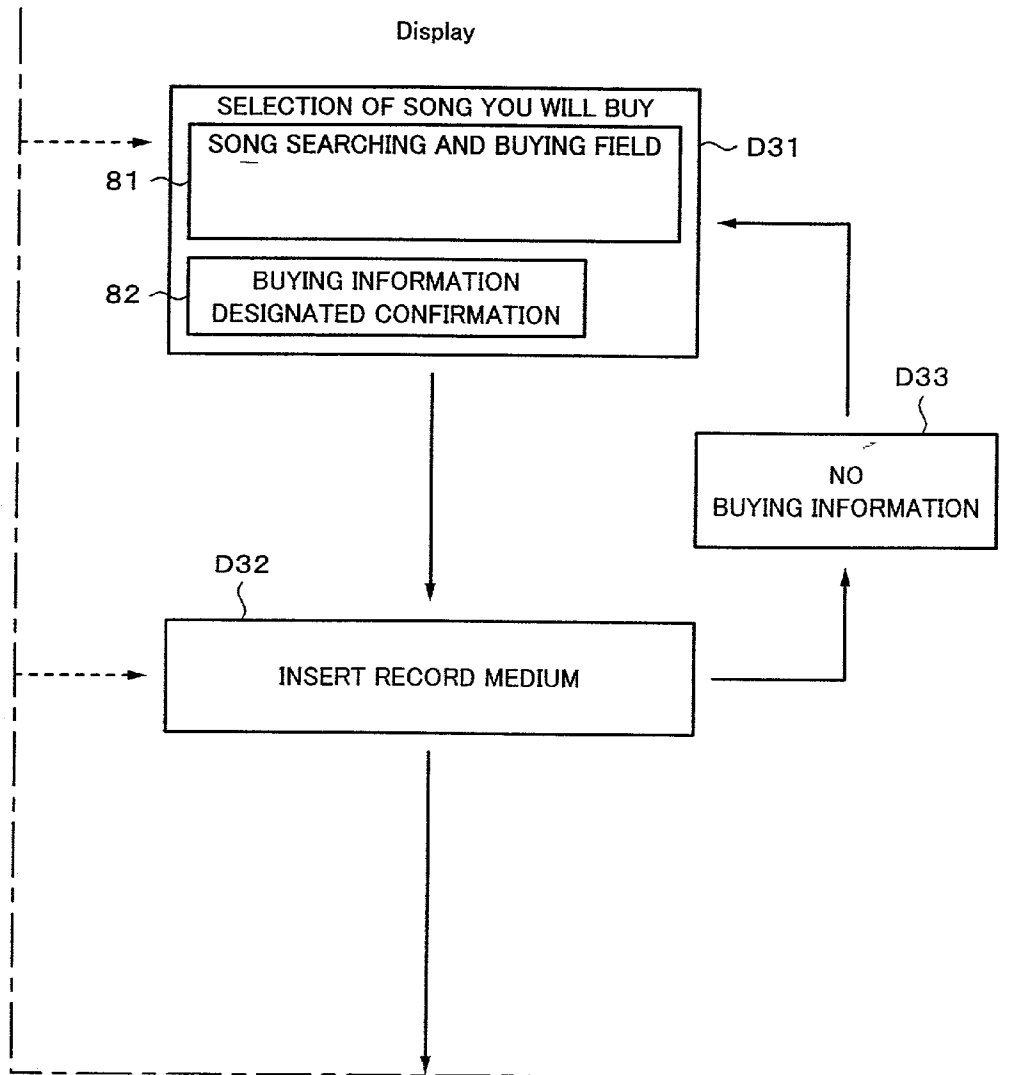 Display
SELECTION OF SONG YOU WILL BUY
SONG SEARCHING AND BUYING FIELD
D31
81
BUYING INFORMATION
DESIGNATED CONFIRMATION
82
D33
NO
BUYING INFORMATION
D32
INSERT RECORD MEDIUM